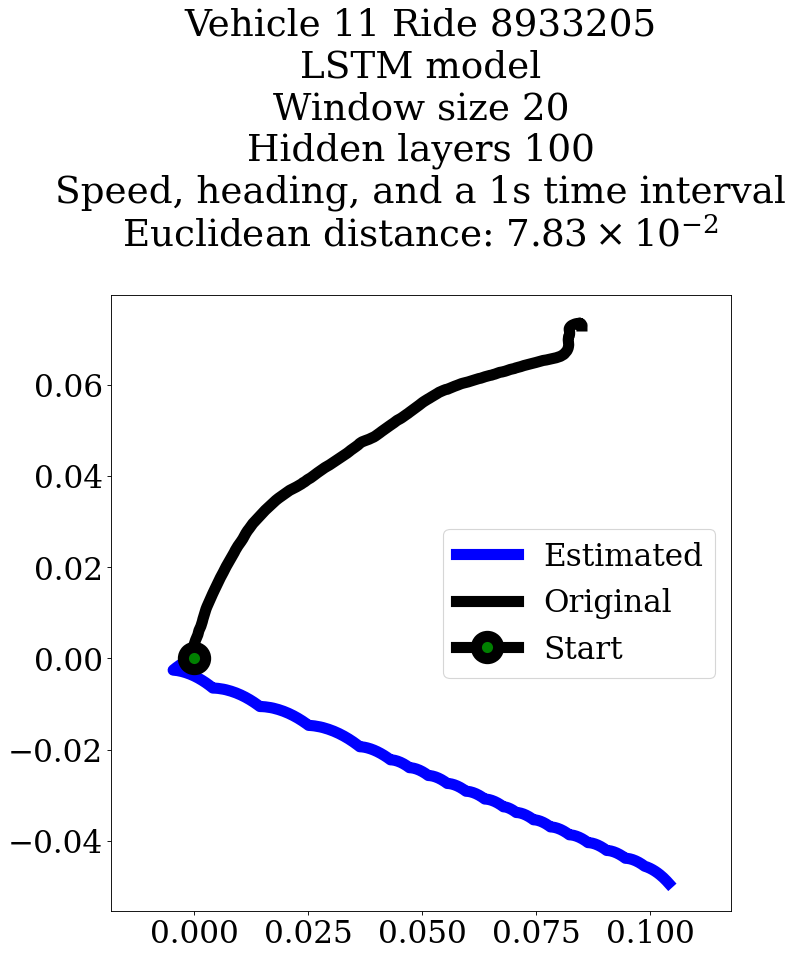 Vehicle 11 Ride 8933205
LSTM model
Window size 20
Hidden layers 100
Speed, heading, and a 1s time interval
Euclidean distance: 7.83 × 10⁻²
0.06
0.04
0.02
0.00
−0.02
−0.04
Estimated
Original
Start
0.000 0.025 0.050 0.075 0.100